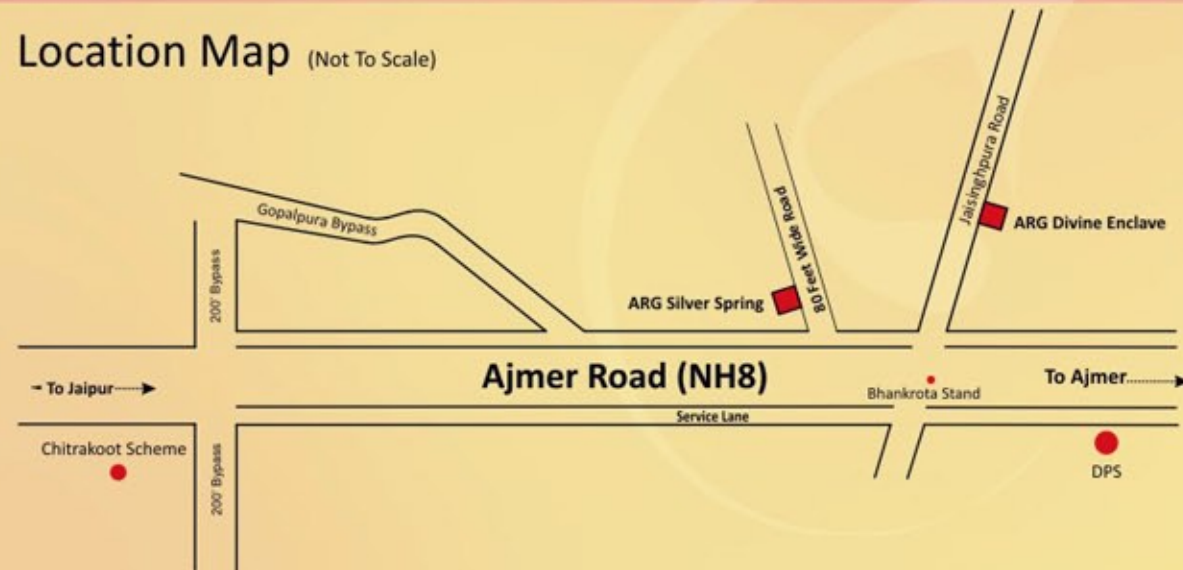 Location Map (Not To Scale)
Jaisinghpura Road
Gopalpura Bypass
80 Feet Wide Road
ARG Divine Enclave
200' Bypass
ARG Silver Spring
Ajmer Road (NH8)
To Jaipur
To Ajmer
Bhankrota Stand
Service Lane
Chitrakoot Scheme
200' Bypass
DPS